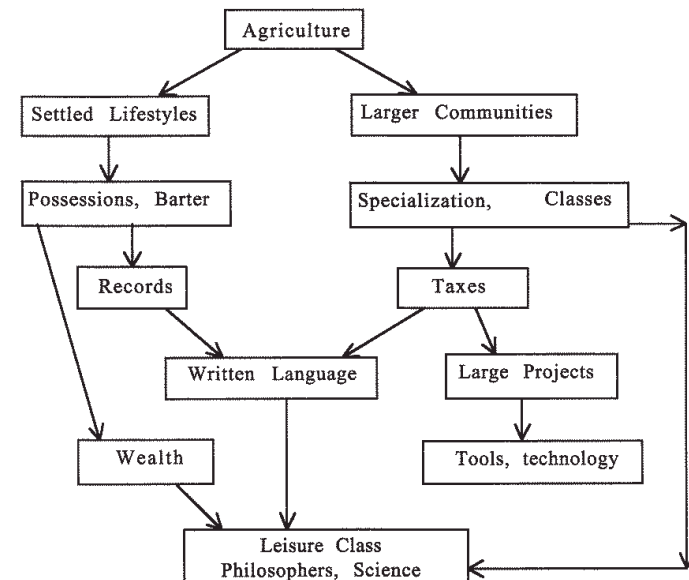 Agriculture
Settled Lifestyles
Larger Communities
Possessions, Barter
Specialization, Classes
Records
Taxes
Written Language
Large Projects
Wealth
Tools, technology
Leisure Class
Philosophers, Science